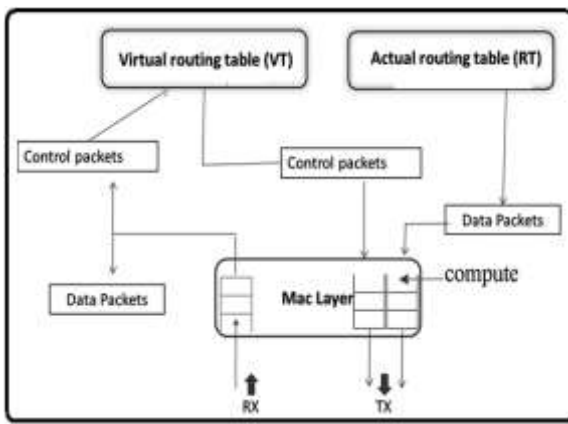 Virtual routing table (VT)
Actual routing table (RT)
Control packets
Control packets
Data Packets
Data Packets
Mac Layer
compute
RX
TX